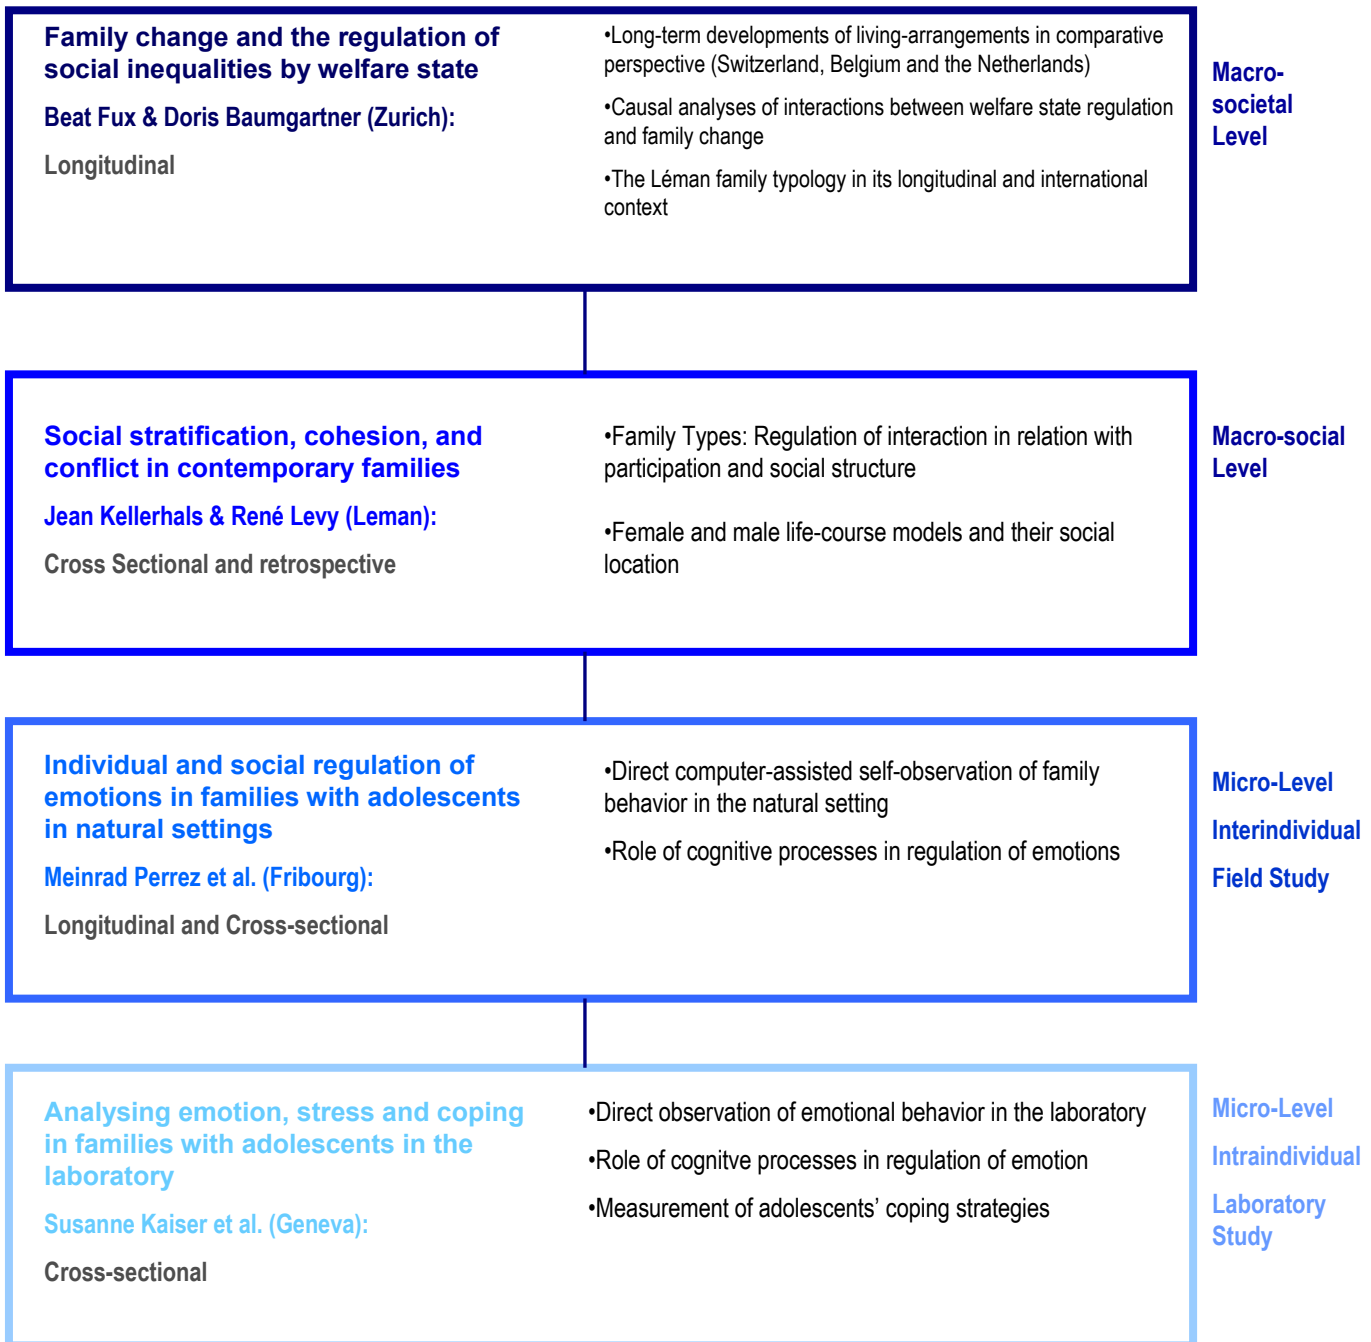 Family change and the regulation of
social inequalities by welfare state
Beat Fux & Doris Baumgartner (Zurich):
Longitudinal
•Long-term developments of living-arrangements in comparative
perspective (Switzerland, Belgium and the Netherlands)
•Causal analyses of interactions between welfare state regulation
and family change
•The Léman family typology in its longitudinal and international
context
Macro-
societal
Level
Social stratification, cohesion, and
conflict in contemporary families
Jean Kellerhals & René Levy (Leman):
Cross Sectional and retrospective
•Family Types: Regulation of interaction in relation with
participation and social structure
•Female and male life-course models and their social
location
Macro-social
Level
Individual and social regulation of
emotions in families with adolescents
in natural settings
Meinrad Perrez et al. (Fribourg):
Longitudinal and Cross-sectional
•Direct computer-assisted self-observation of family
behavior in the natural setting
•Role of cognitive processes in regulation of emotions
Micro-Level
Interindividual
Field Study
Analysing emotion, stress and coping
in families with adolescents in the
laboratory
Susanne Kaiser et al. (Geneva):
Cross-sectional
•Direct observation of emotional behavior in the laboratory
•Role of cognitve processes in regulation of emotion
•Measurement of adolescents’ coping strategies
Micro-Level
Intraindividual
Laboratory
Study